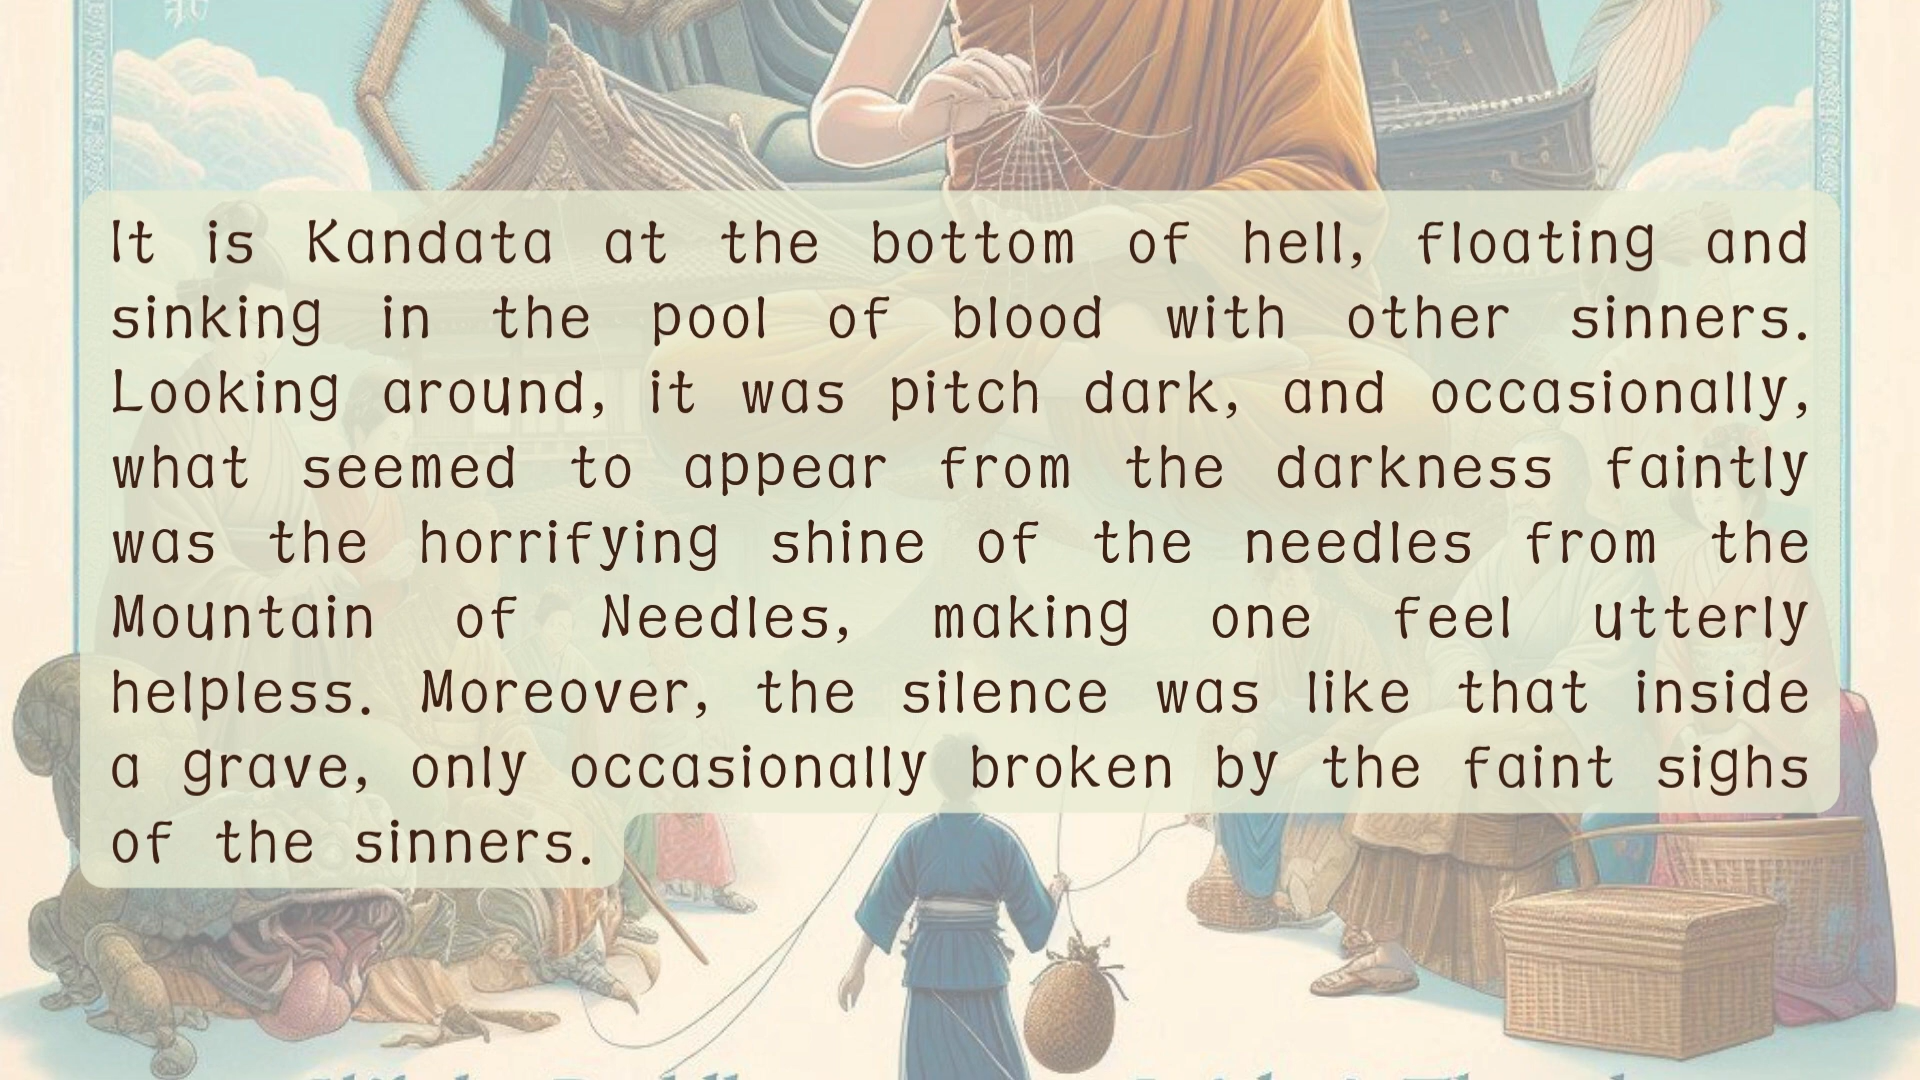 It is Kandata at the bottom of hell, floating and
sinking in the pool of blood with other sinners.
Looking around, it was pitch dark, and occasionally,
what seemed to appear from the darkness faintly
was the horrifying shine of the needles from the
Mountain of Needles, making one feel utterly
helpless. Moreover, the silence was like that inside
a grave, only occasionally broken by the faint sighs
of the sinners.